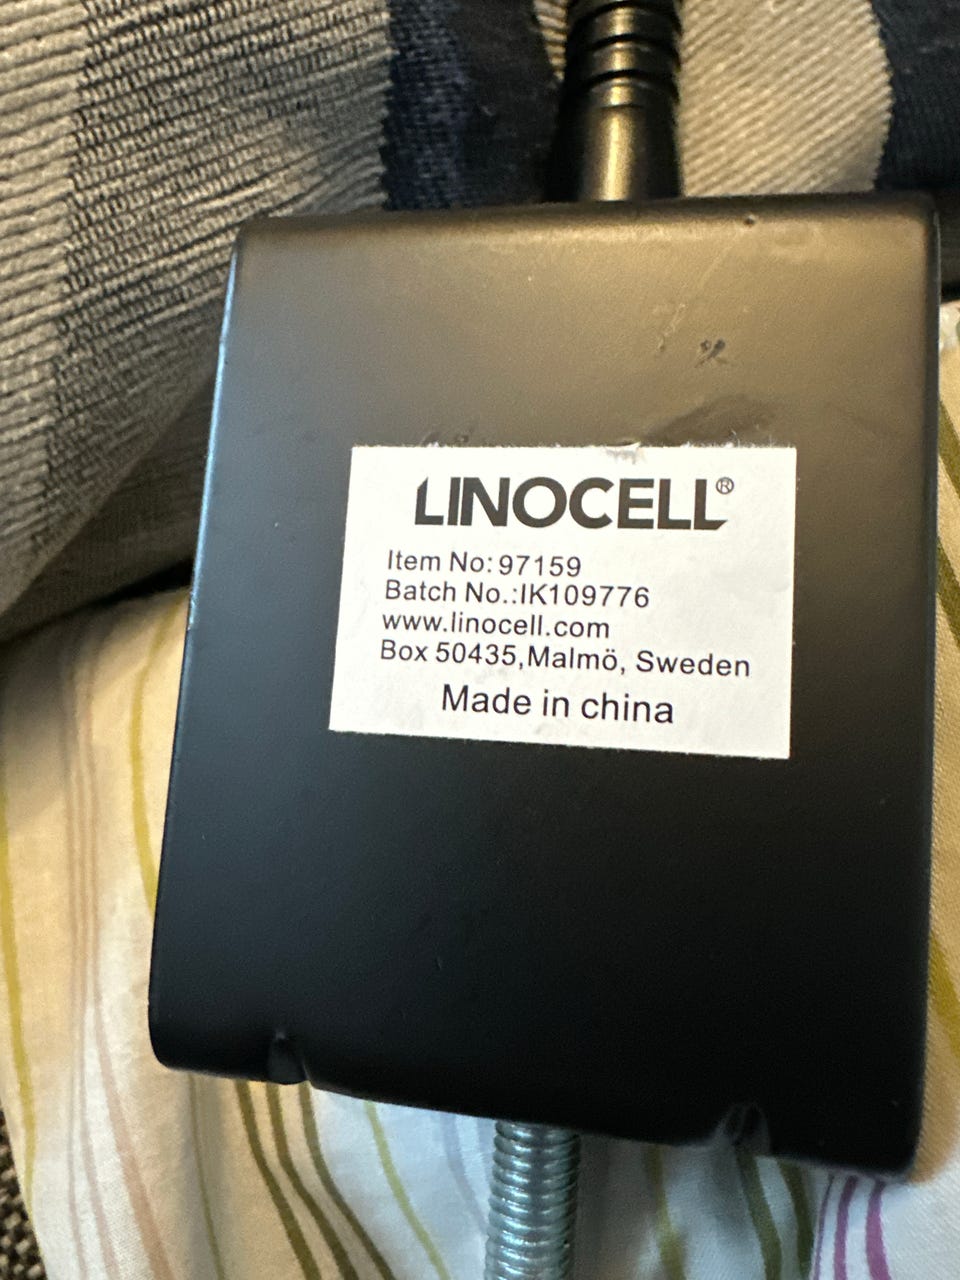 LINOCELL®
Item No: 97159
Batch No.:IK109776
www.linocell.com
Box 50435,Malmö, Sweden
Made in china